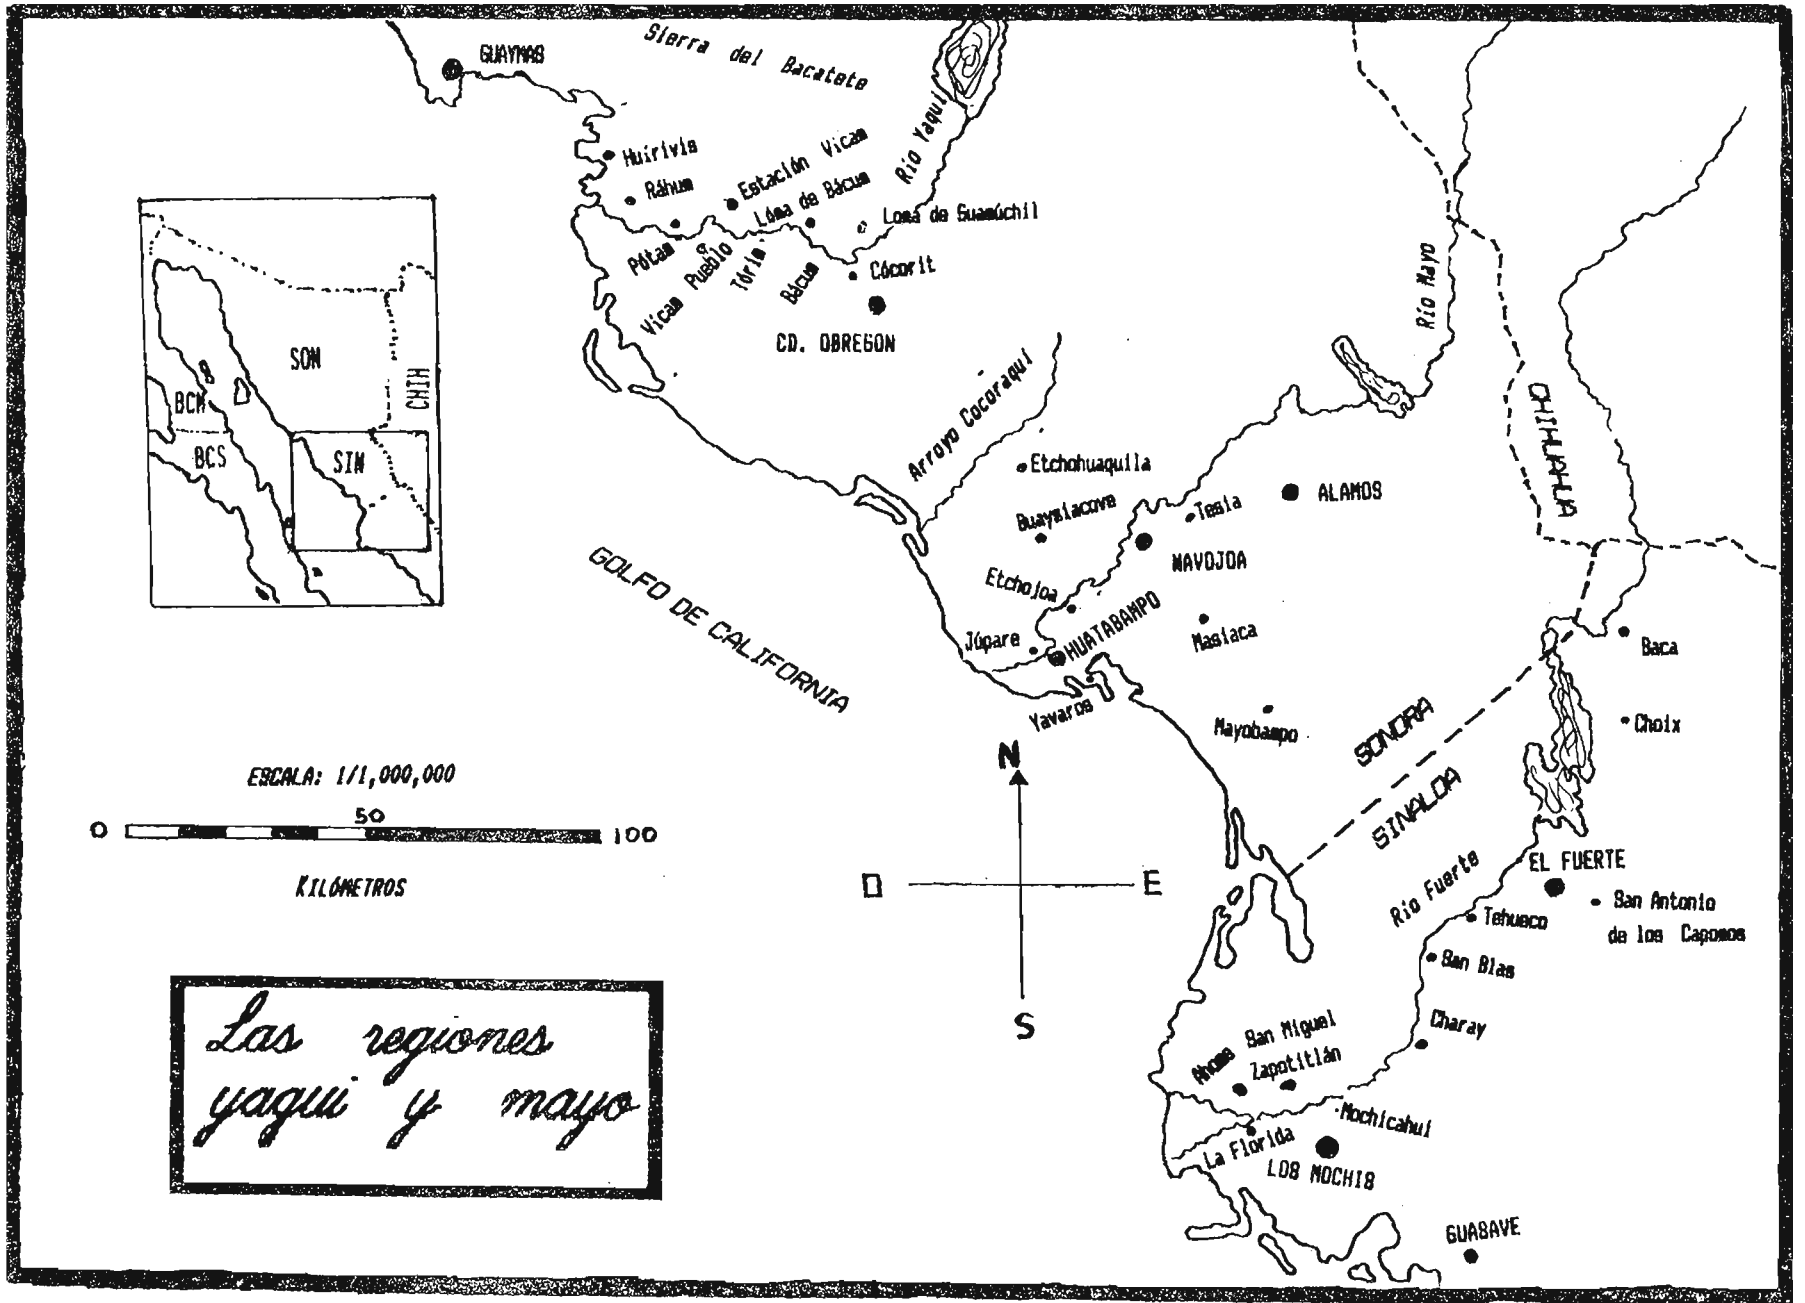 GUAYMAS
Sierra del Bacatete
Río Yaqui
Huirivis
Ráhum
Estación Vicam
Lóma de Bácum
Loma de Guamúchil
Pótam
Vicam Pueblo
Tórim
Bácum
Cócorit
CD. OBREGON
SON
CHIH
BCN
BCS
SIN
Río Mayo
CHIHUAHUA
Arroyo Cocoraqui
Etchohuaquila
Buaysiacove
Tesia
ALAMOS
NAVOJOA
Etchojoa
HUATABAMPO
Júpare
Masiaca
Yavaros
Mayobampo
GOLFO DE CALIFORNIA
Baca
Choix
SONORA
SINALOA
N
O
E
S
ESCALA: 1/1,000,000
0
50
100
KILÓMETROS
EL FUERTE
Río Fuerte
Tehueco
San Antonio
de los Capomos
San Blas
Charay
San Miguel
Zapotitlán
Ahome
Mochicahui
La Florida
LOS MOCHIS
GUASAVE
Las regiones
yaqui y mayo